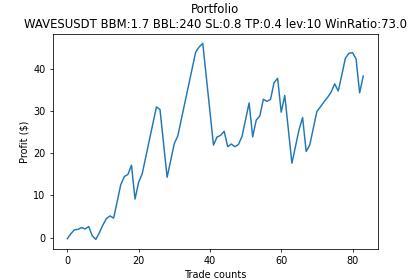 Portfolio
WAVESUSDT BBM:1.7 BBL:240 SL:0.8 TP:0.4 lev:10 WinRatio:73.0
40
30
20
10
0
Profit ($)
0 20 40 60 80
Trade counts